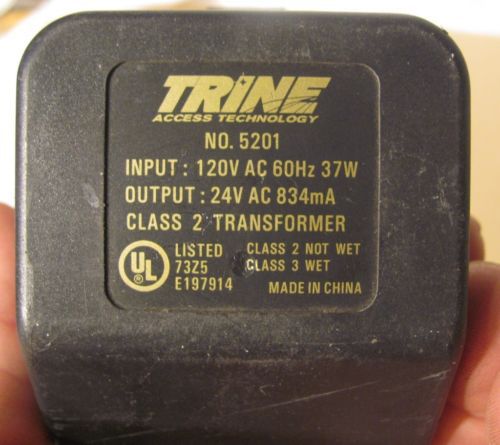 TRINE
ACCESS TECHNOLOGY
NO. 5201
INPUT : 120V AC 60Hz 37W
OUTPUT : 24V AC 834mA
CLASS 2 TRANSFORMER
UL ® LISTED 73Z5 E197914
CLASS 2 NOT WET
CLASS 3 WET
MADE IN CHINA